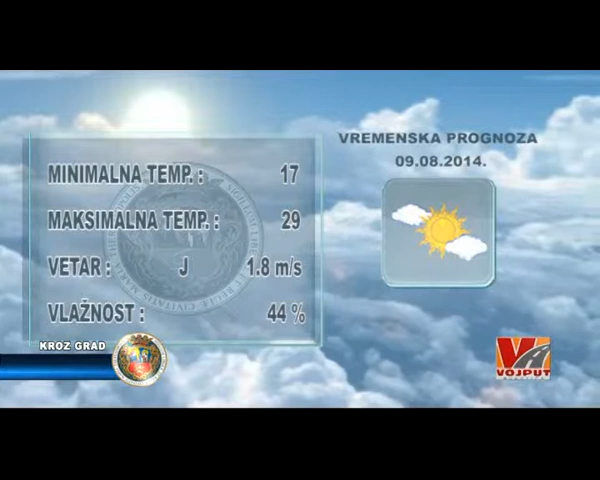 VREMENSKA PROGNOZA
09.08.2014.
MINIMALNA TEMP. : 17
MAKSIMALNA TEMP. : 29
VETAR : J 1.8 m/s
VLAŽNOST : 44 %
KROZ GRAD
VOJPUT